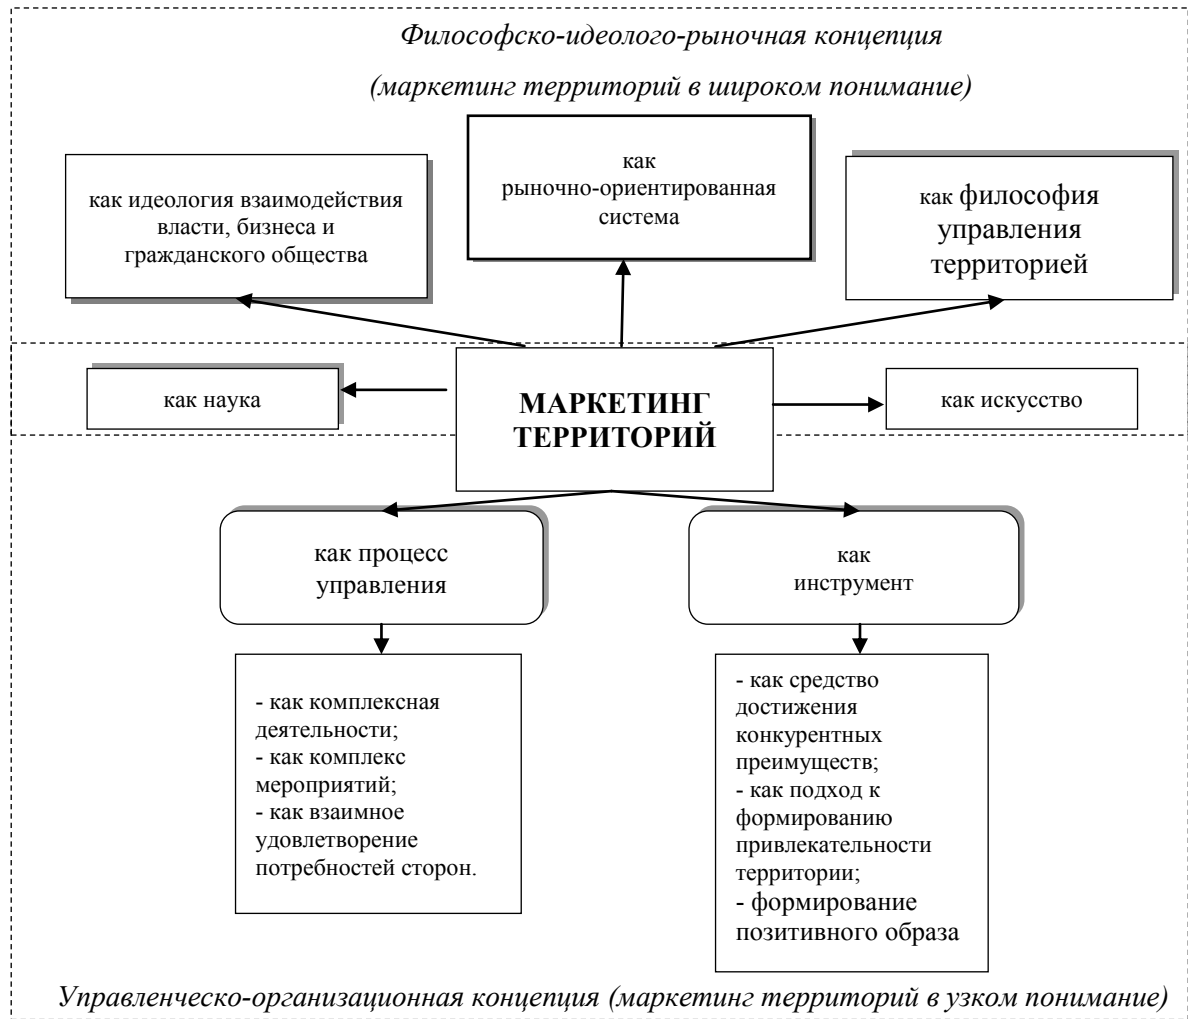 Философско-идеолого-рыночная концепция
(маркетинг территорий в широком понимание)
как идеология взаимодействия
власти, бизнеса и
гражданского общества
как
рыночно-ориентированная
система
как философия
управления
территорией
как наука
МАРКЕТИНГ
ТЕРРИТОРИЙ
как искусство
как процесс
управления
как
инструмент
- как комплексная
деятельности;
- как комплекс
мероприятий;
- как взаимное
удовлетворение
потребностей сторон.
- как средство
достижения
конкурентных
преимуществ;
- как подход к
формированию
привлекательности
территории;
- формирование
позитивного образа
Управленческо-организационная концепция (маркетинг территорий в узком понимание)